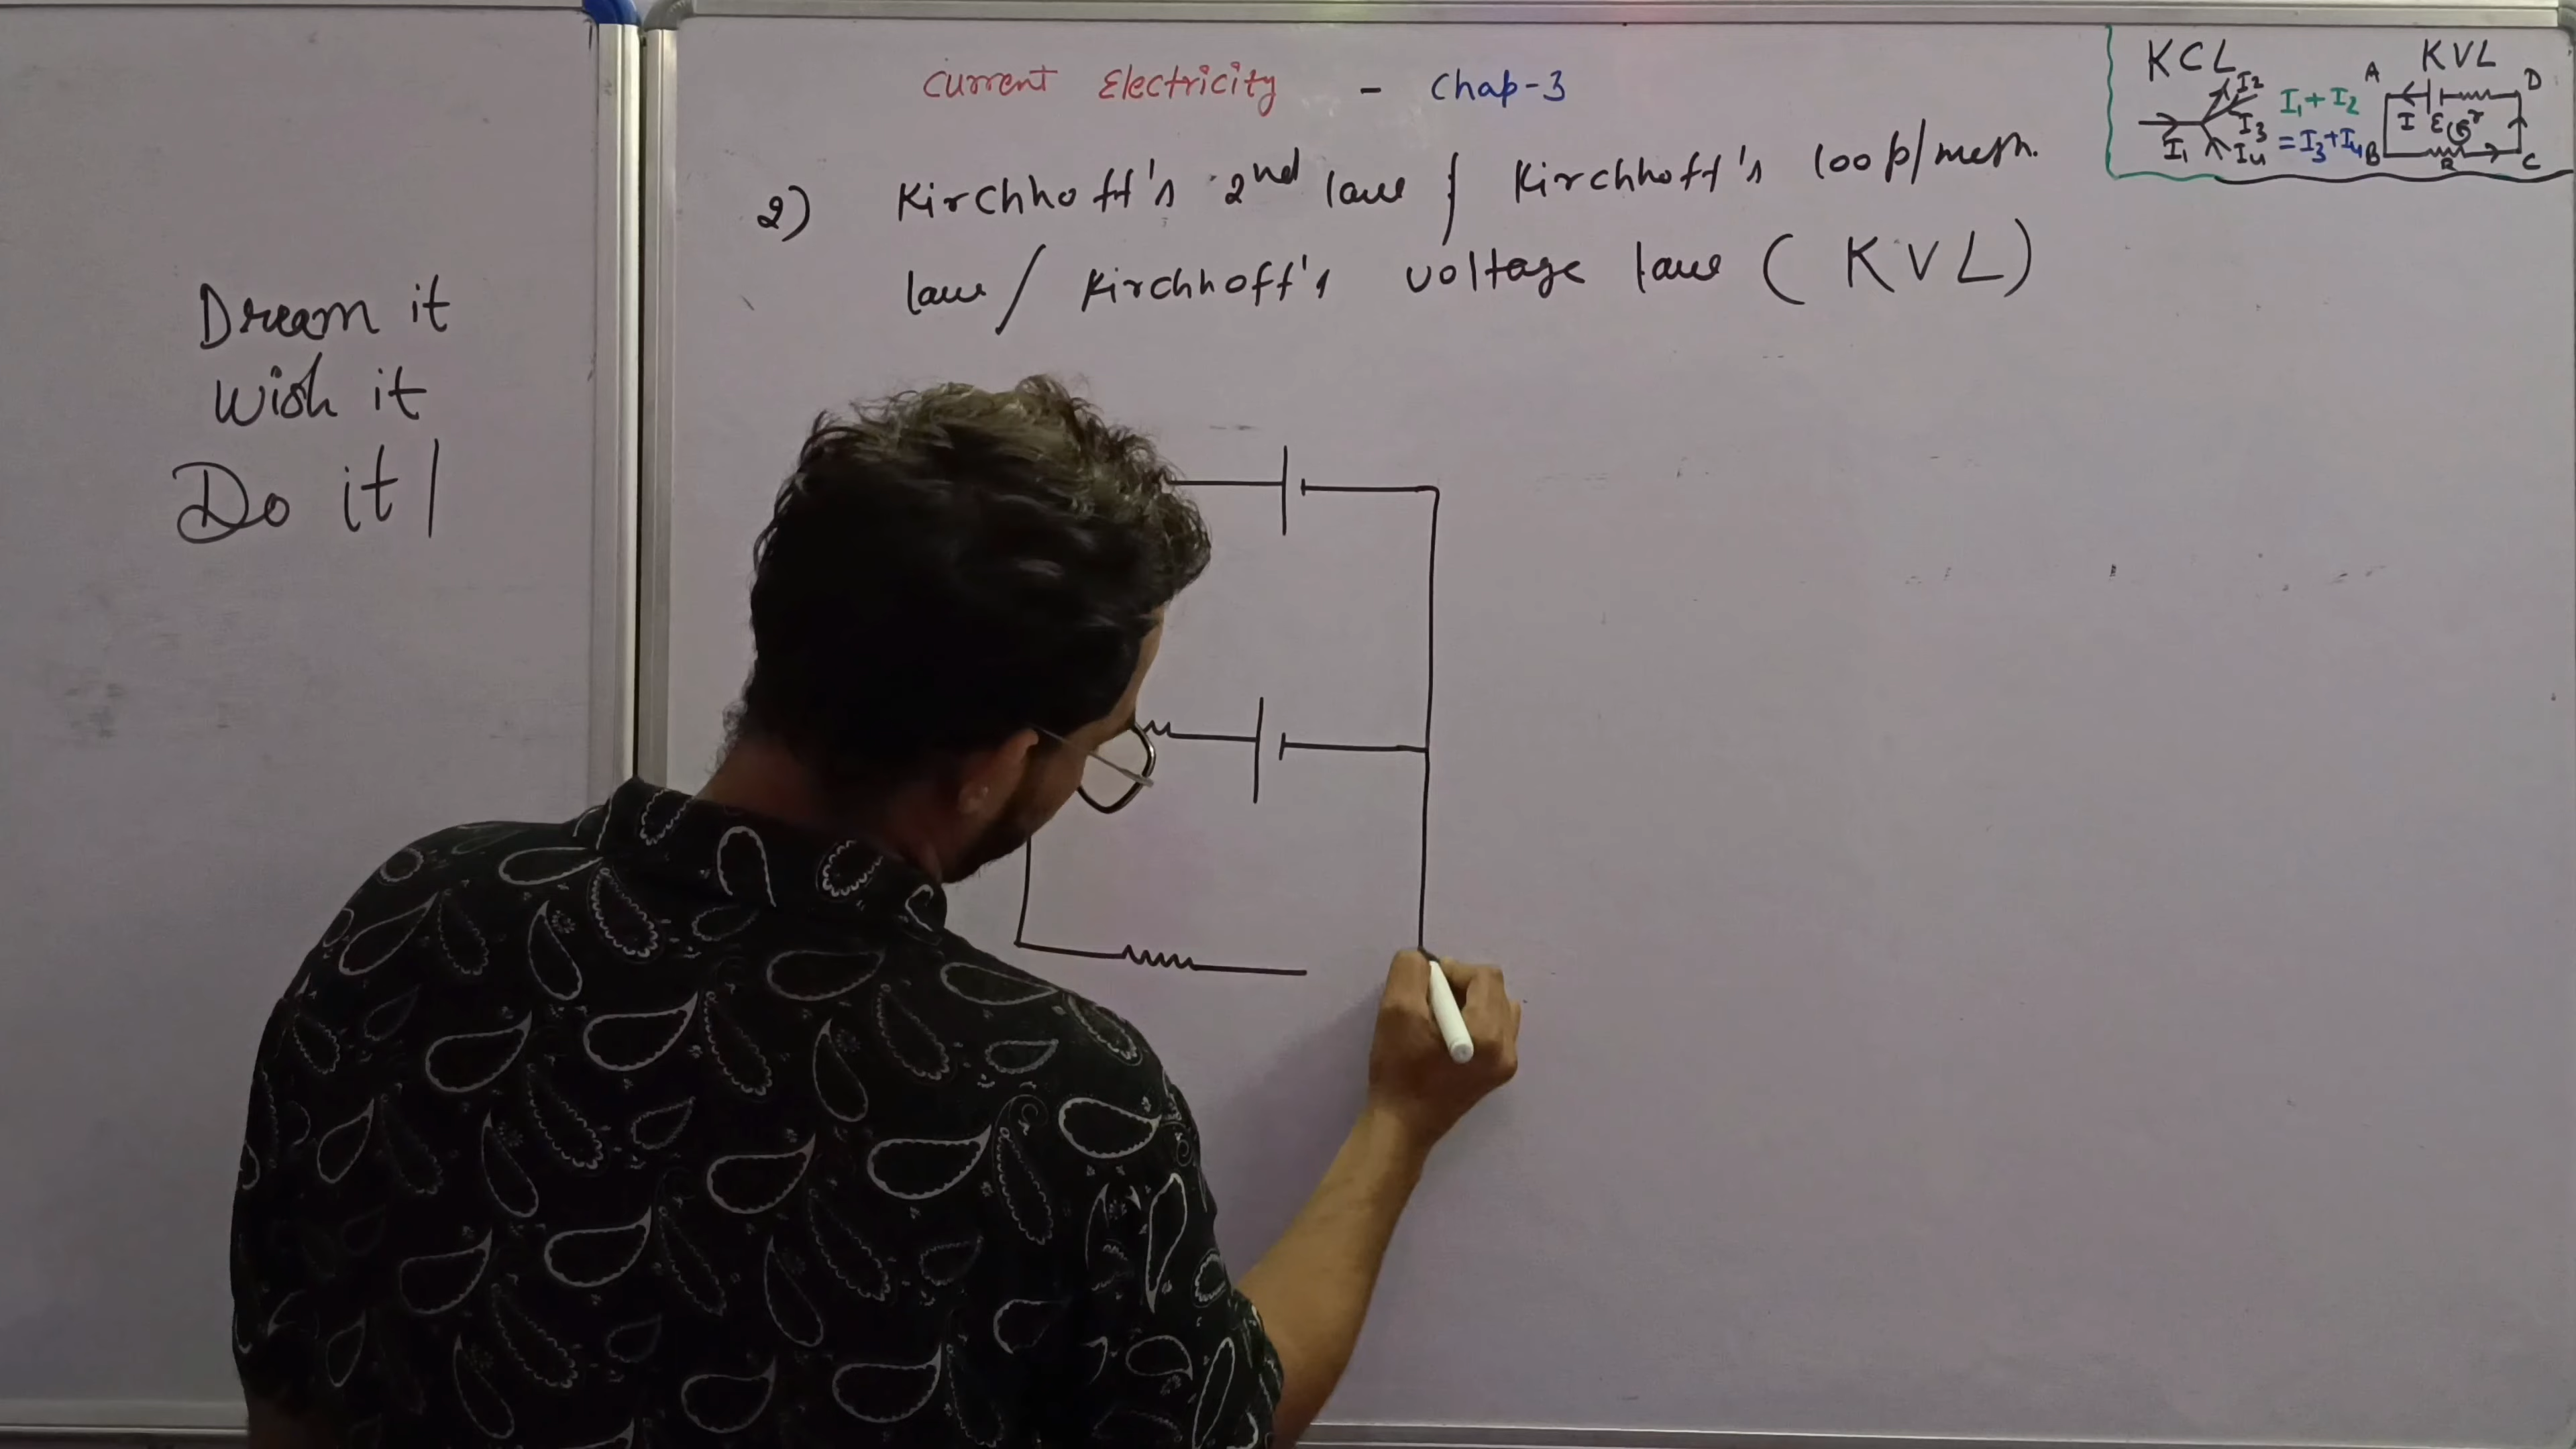 Dream it
Wish it
Do it!
Current Electricity - Chap-3
2) Kirchhoff's 2nd law / Kirchhoff's loop/mesh
law / Kirchhoff's voltage law ( KVL)
KCL
I1
I2
I3
I4
I1+I2
=I3+I4
KVL
A
D
I
E
r
B
R
C